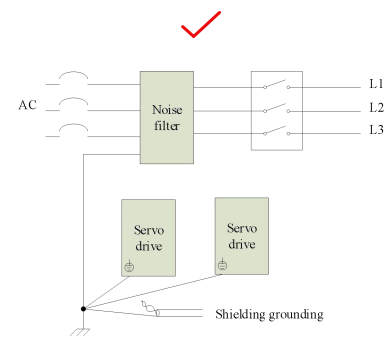 L1
AC
L2
Noise
filter
L3
Servo
drive
Servo
drive
Shielding grounding